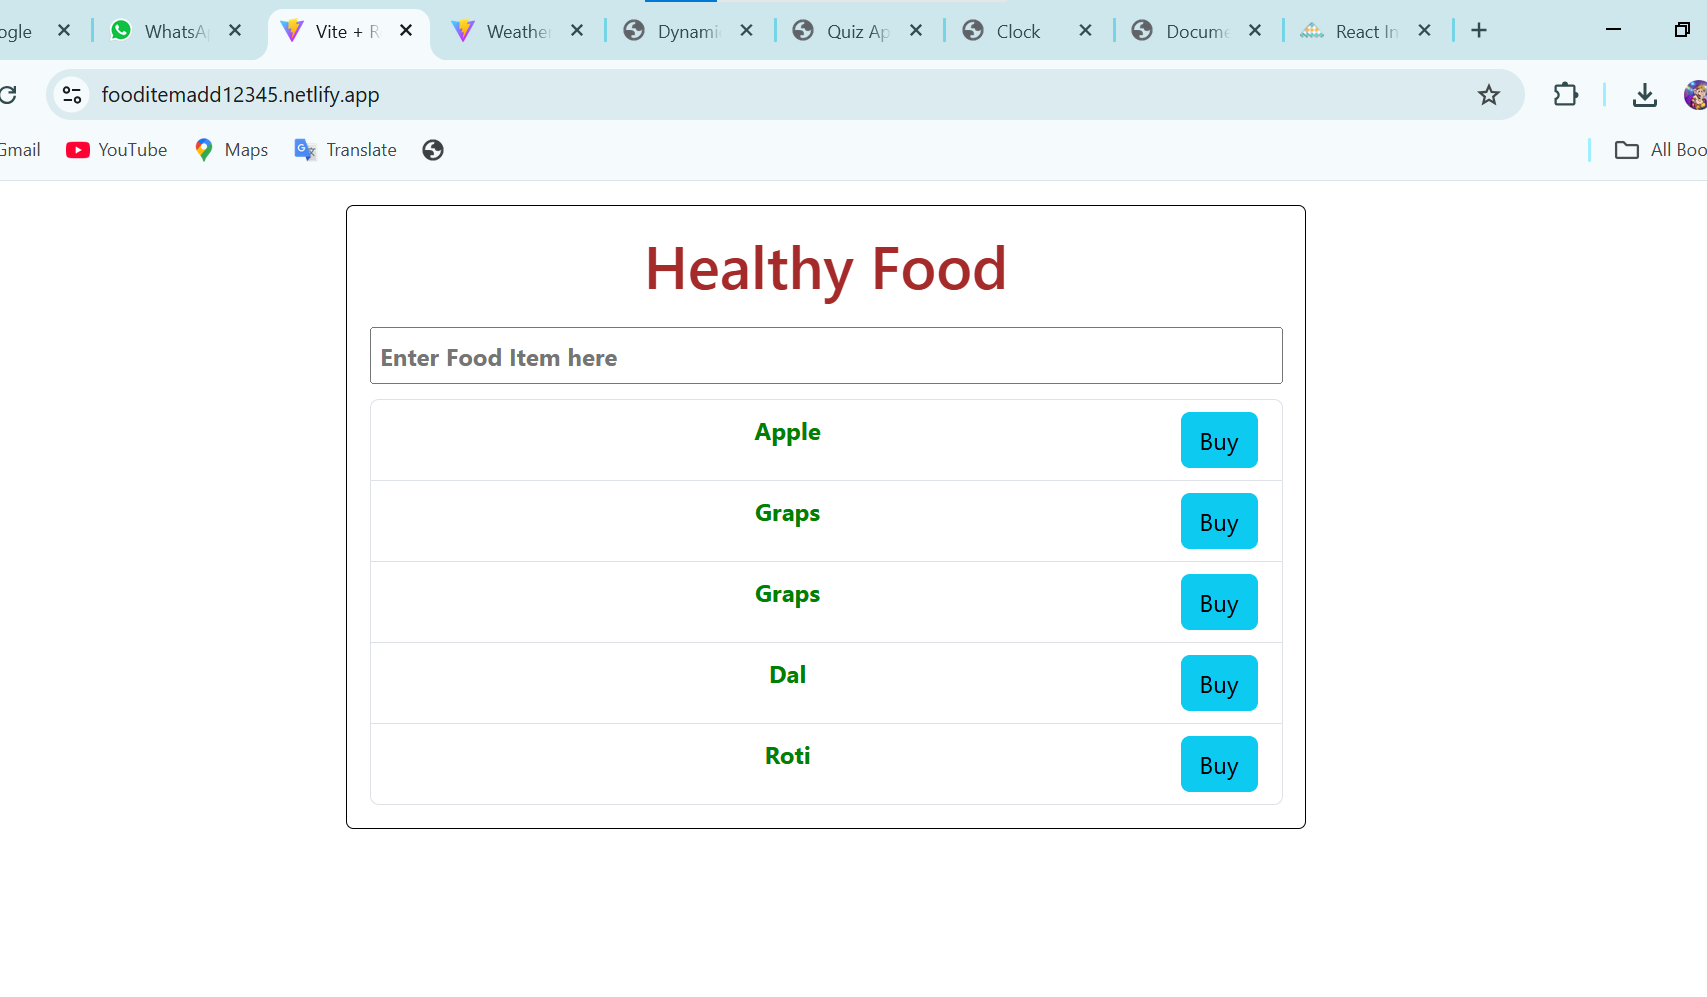 ogle WhatsA Vite + R Weather Dynami Quiz Ap Clock Docume React In
fooditemadd12345.netlify.app
Gmail YouTube Maps Translate All Boo
Healthy Food
Enter Food Item here
Apple Buy
Graps Buy
Graps Buy
Dal Buy
Roti Buy